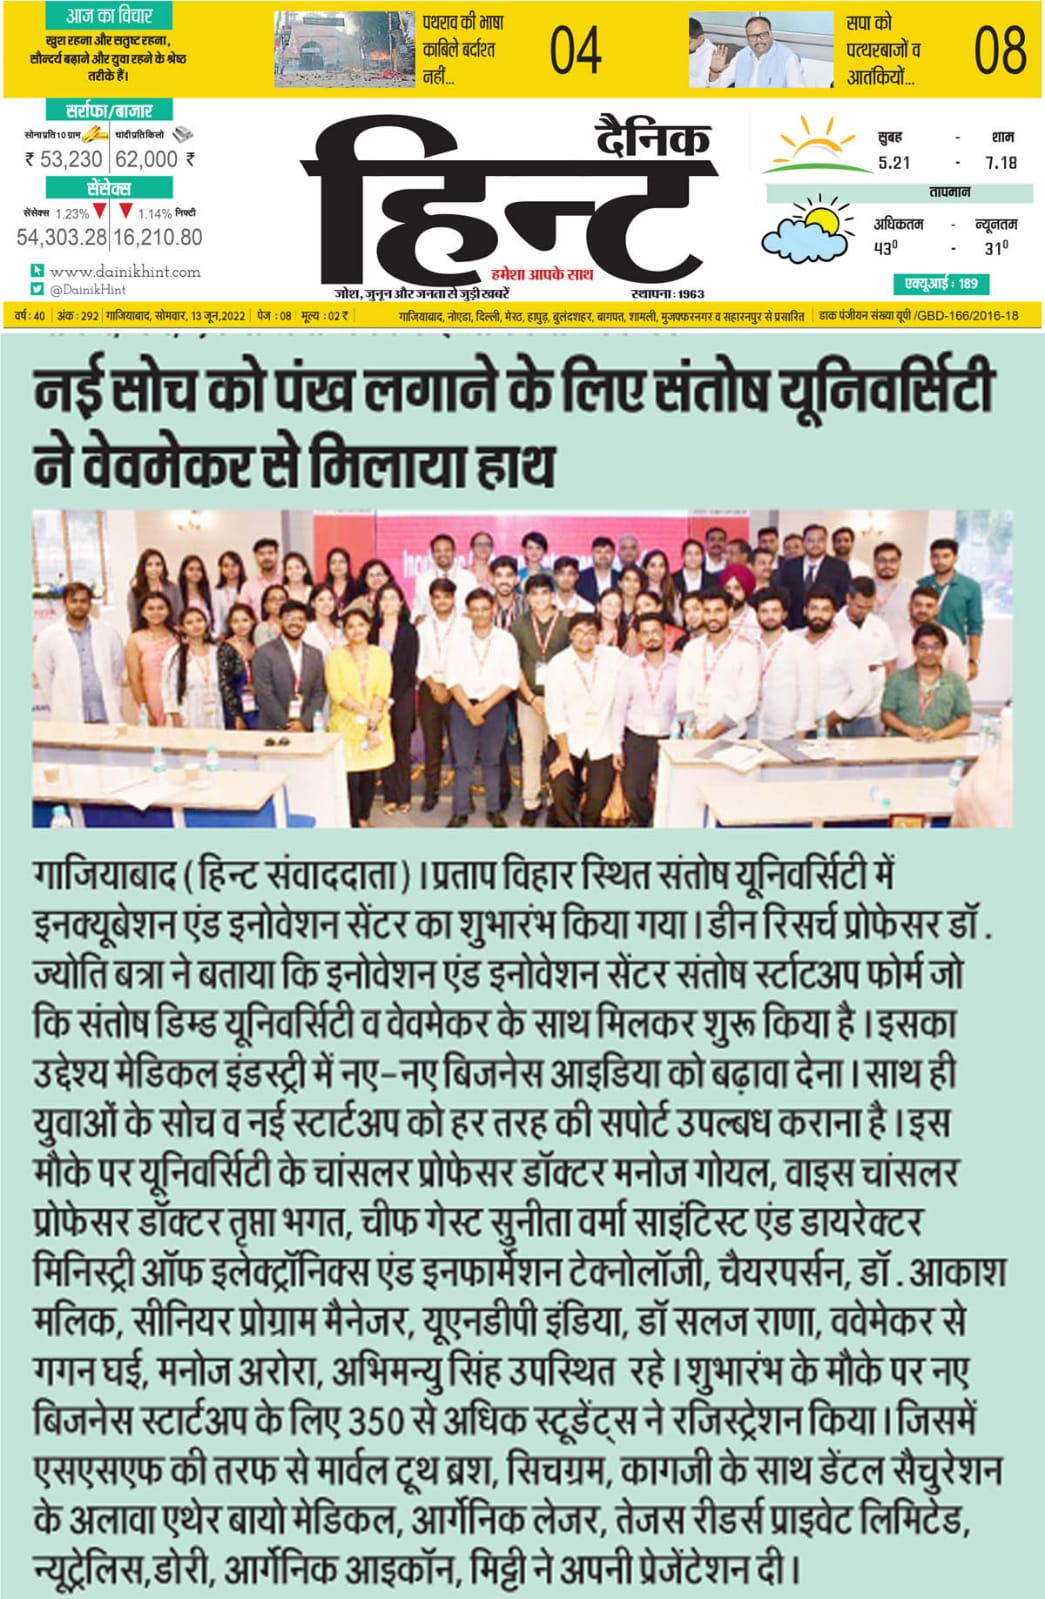 आज का विचार
खुश रहना और सतुष्ट रहना,
सौन्दर्य बढ़ाने और युवा रहने के श्रेष्ठ
तरीके हैं।
पथराव की भाषा
काबिले बर्दाश्त
नहीं...
04
सपा को
पत्थरबाजों व
आतंकियों...
08
सर्राफा/बाजार
सोना प्रति 10 ग्राम
चांदी प्रति किलो
₹ 53,230
62,000 ₹
सेंसेक्स
सेंसेक्स 1.23%
1.14% निफ्टी
54,303.28
16,210.80
www.dainikhint.com
@DainikHint
दैनिक
हिन्ट
हमेशा आपके साथ
जोश, जुनून और जनता से जुड़ी खबरें
स्थापना: 1963
सुबह - शाम
5.21 - 7.18
तापमान
अधिकतम - न्यूनतम
43⁰ - 31⁰
एक्यूआई: 189
वर्ष: 40 | अंक: 292 | गाजियाबाद, सोमवार, 13 जून, 2022 | पेज: 08 | मूल्य: 02 ₹ | गाजियाबाद, नोएडा, दिल्ली, मेरठ, हापुड़, बुलंदशहर, बागपत, शामली, मुजफ्फरनगर व सहारनपुर से प्रसारित | डाक पंजीयन संख्या यूपी /GBD-166/2016-18
नई सोच को पंख लगाने के लिए संतोष यूनिवर्सिटी
ने वेवमेकर से मिलाया हाथ
गाजियाबाद (हिन्ट संवाददाता)। प्रताप विहार स्थित संतोष यूनिवर्सिटी में
इनक्यूबेशन एंड इनोवेशन सेंटर का शुभारंभ किया गया। डीन रिसर्च प्रोफेसर डॉ.
ज्योति बत्रा ने बताया कि इनोवेशन एंड इनोवेशन सेंटर संतोष र्स्टाटअप फोर्म जो
कि संतोष डिम्ड यूनिवर्सिटी व वेवमेकर के साथ मिलकर शुरू किया है। इसका
उद्देश्य मेडिकल इंडस्ट्री में नए-नए बिजनेस आइडिया को बढ़ावा देना। साथ ही
युवाओं के सोच व नई स्टार्टअप को हर तरह की सपोर्ट उपल्बध कराना है। इस
मौके पर यूनिवर्सिटी के चांसलर प्रोफेसर डॉक्टर मनोज गोयल, वाइस चांसलर
प्रोफेसर डॉक्टर तृप्ता भगत, चीफ गेस्ट सुनीता वर्मा साइंटिस्ट एंड डायरेक्टर
मिनिस्ट्री ऑफ इलेक्ट्रॉनिक्स एंड इनफार्मेशन टेक्नोलॉजी, चैयरपर्सन, डॉ. आकाश
मलिक, सीनियर प्रोग्राम मैनेजर, यूएनडीपी इंडिया, डॉ सलज राणा, ववेमेकर से
गगन घई, मनोज अरोरा, अभिमन्यु सिंह उपस्थित रहे। शुभारंभ के मौके पर नए
बिजनेस स्टार्टअप के लिए 350 से अधिक स्टूडेंट्स ने रजिस्ट्रेशन किया। जिसमें
एसएसएफ की तरफ से मार्वल टूथ ब्रश, सिचग्रम, कागजी के साथ डेंटल सैचुरेशन
के अलावा एथेर बायो मेडिकल, आर्गेनिक लेजर, तेजस रीडर्स प्राइवेट लिमिटेड,
न्यूट्रेलिस,डोरी, आर्गेनिक आइकॉन, मिट्टी ने अपनी प्रेजेंटेशन दी।